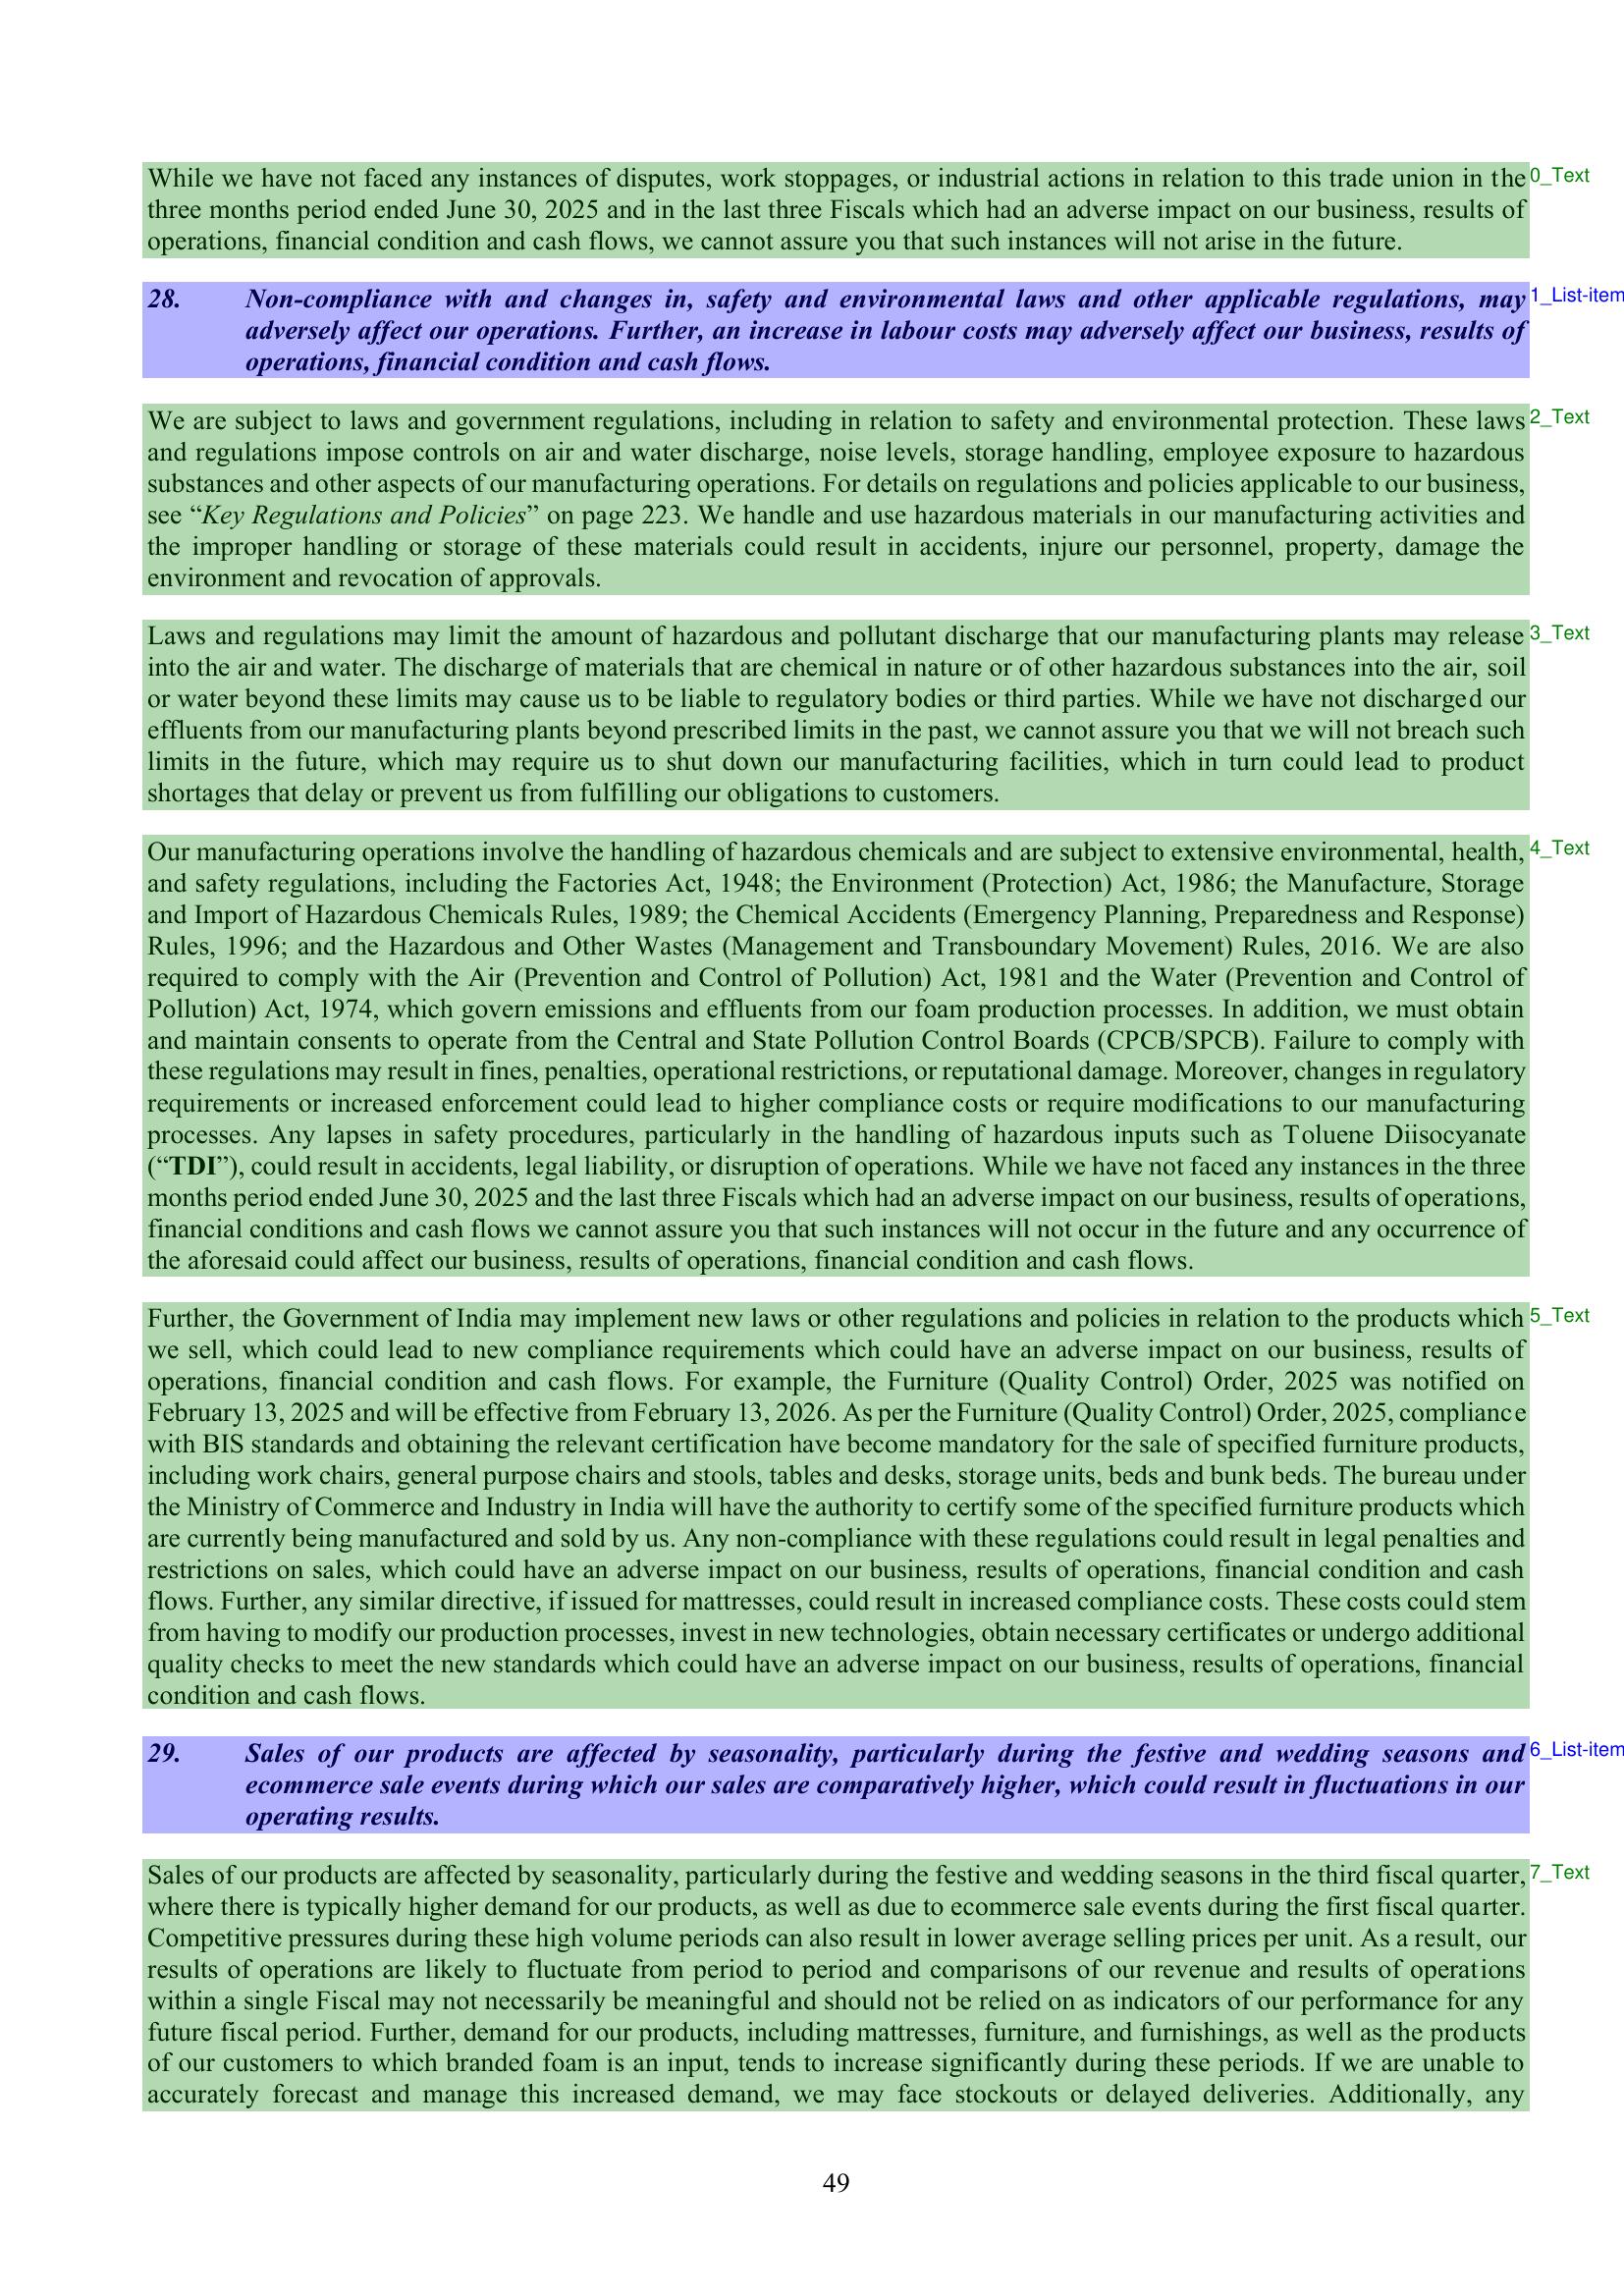 While we have not faced any instances of disputes, work stoppages, or industrial actions in relation to this trade union in the
0_Text
three months period ended June 30, 2025 and in the last three Fiscals which had an adverse impact on our business, results of
operations, financial condition and cash flows, we cannot assure you that such instances will not arise in the future.
28. Non-compliance with and changes in, safety and environmental laws and other applicable regulations, may
1_List-item
adversely affect our operations. Further, an increase in labour costs may adversely affect our business, results of
operations, financial condition and cash flows.
We are subject to laws and government regulations, including in relation to safety and environmental protection. These laws
2_Text
and regulations impose controls on air and water discharge, noise levels, storage handling, employee exposure to hazardous
substances and other aspects of our manufacturing operations. For details on regulations and policies applicable to our business,
see “Key Regulations and Policies” on page 223. We handle and use hazardous materials in our manufacturing activities and
the improper handling or storage of these materials could result in accidents, injure our personnel, property, damage the
environment and revocation of approvals.
Laws and regulations may limit the amount of hazardous and pollutant discharge that our manufacturing plants may release
3_Text
into the air and water. The discharge of materials that are chemical in nature or of other hazardous substances into the air, soil
or water beyond these limits may cause us to be liable to regulatory bodies or third parties. While we have not discharged our
effluents from our manufacturing plants beyond prescribed limits in the past, we cannot assure you that we will not breach such
limits in the future, which may require us to shut down our manufacturing facilities, which in turn could lead to product
shortages that delay or prevent us from fulfilling our obligations to customers.
Our manufacturing operations involve the handling of hazardous chemicals and are subject to extensive environmental, health,
4_Text
and safety regulations, including the Factories Act, 1948; the Environment (Protection) Act, 1986; the Manufacture, Storage
and Import of Hazardous Chemicals Rules, 1989; the Chemical Accidents (Emergency Planning, Preparedness and Response)
Rules, 1996; and the Hazardous and Other Wastes (Management and Transboundary Movement) Rules, 2016. We are also
required to comply with the Air (Prevention and Control of Pollution) Act, 1981 and the Water (Prevention and Control of
Pollution) Act, 1974, which govern emissions and effluents from our foam production processes. In addition, we must obtain
and maintain consents to operate from the Central and State Pollution Control Boards (CPCB/SPCB). Failure to comply with
these regulations may result in fines, penalties, operational restrictions, or reputational damage. Moreover, changes in regulatory
requirements or increased enforcement could lead to higher compliance costs or require modifications to our manufacturing
processes. Any lapses in safety procedures, particularly in the handling of hazardous inputs such as Toluene Diisocyanate
(“TDI”), could result in accidents, legal liability, or disruption of operations. While we have not faced any instances in the three
months period ended June 30, 2025 and the last three Fiscals which had an adverse impact on our business, results of operations,
financial conditions and cash flows we cannot assure you that such instances will not occur in the future and any occurrence of
the aforesaid could affect our business, results of operations, financial condition and cash flows.
Further, the Government of India may implement new laws or other regulations and policies in relation to the products which
5_Text
we sell, which could lead to new compliance requirements which could have an adverse impact on our business, results of
operations, financial condition and cash flows. For example, the Furniture (Quality Control) Order, 2025 was notified on
February 13, 2025 and will be effective from February 13, 2026. As per the Furniture (Quality Control) Order, 2025, compliance
with BIS standards and obtaining the relevant certification have become mandatory for the sale of specified furniture products,
including work chairs, general purpose chairs and stools, tables and desks, storage units, beds and bunk beds. The bureau under
the Ministry of Commerce and Industry in India will have the authority to certify some of the specified furniture products which
are currently being manufactured and sold by us. Any non-compliance with these regulations could result in legal penalties and
restrictions on sales, which could have an adverse impact on our business, results of operations, financial condition and cash
flows. Further, any similar directive, if issued for mattresses, could result in increased compliance costs. These costs could stem
from having to modify our production processes, invest in new technologies, obtain necessary certificates or undergo additional
quality checks to meet the new standards which could have an adverse impact on our business, results of operations, financial
condition and cash flows.
29. Sales of our products are affected by seasonality, particularly during the festive and wedding seasons and
6_List-item
ecommerce sale events during which our sales are comparatively higher, which could result in fluctuations in our
operating results.
Sales of our products are affected by seasonality, particularly during the festive and wedding seasons in the third fiscal quarter,
7_Text
where there is typically higher demand for our products, as well as due to ecommerce sale events during the first fiscal quarter.
Competitive pressures during these high volume periods can also result in lower average selling prices per unit. As a result, our
results of operations are likely to fluctuate from period to period and comparisons of our revenue and results of operations
within a single Fiscal may not necessarily be meaningful and should not be relied on as indicators of our performance for any
future fiscal period. Further, demand for our products, including mattresses, furniture, and furnishings, as well as the products
of our customers to which branded foam is an input, tends to increase significantly during these periods. If we are unable to
accurately forecast and manage this increased demand, we may face stockouts or delayed deliveries. Additionally, any
49